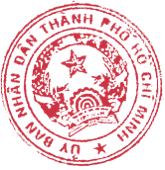 ỦY BAN NHÂN DÂN THÀNH PHỐ HỒ CHÍ MINH